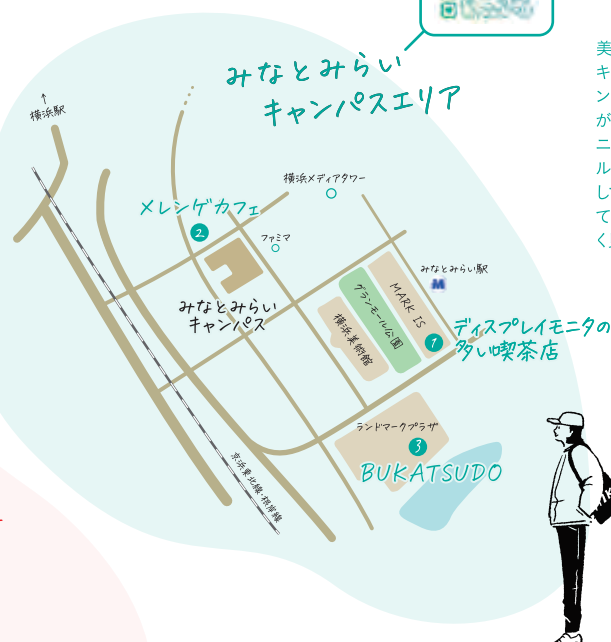 みなとみらい
キャンパスエリア
↑
横浜駅
横浜メディアタワー
メレンゲカフェ
2
ファミマ
みなとみらい
キャンパス
みなとみらい駅
MARK IS
グランモール公園
横浜美術館
1
ディスプレイモニタの
多い喫茶店
ランドマークプラザ
3
BUKATSUDO
京浜東北線・根岸線
美
キ
ン
が
ニ
ル
し
て
く